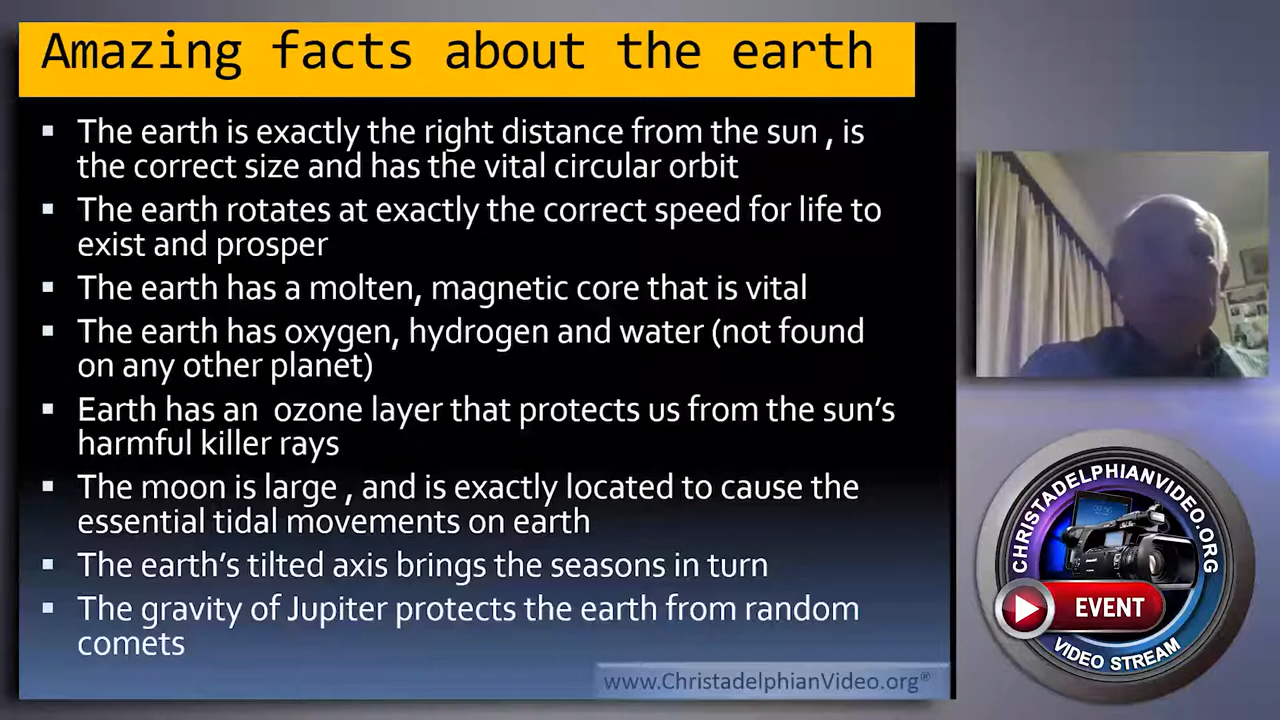 Amazing facts about the earth
▪ The earth is exactly the right distance from the sun , is
the correct size and has the vital circular orbit
▪ The earth rotates at exactly the correct speed for life to
exist and prosper
▪ The earth has a molten, magnetic core that is vital
▪ The earth has oxygen, hydrogen and water (not found
on any other planet)
▪ Earth has an  ozone layer that protects us from the sun’s
harmful killer rays
▪ The moon is large , and is exactly located to cause the
essential tidal movements on earth
▪ The earth’s tilted axis brings the seasons in turn
▪ The gravity of Jupiter protects the earth from random
comets
www.ChristadelphianVideo.org®
CHRISTADELPHIANVIDEO.ORG
EVENT
VIDEO STREAM